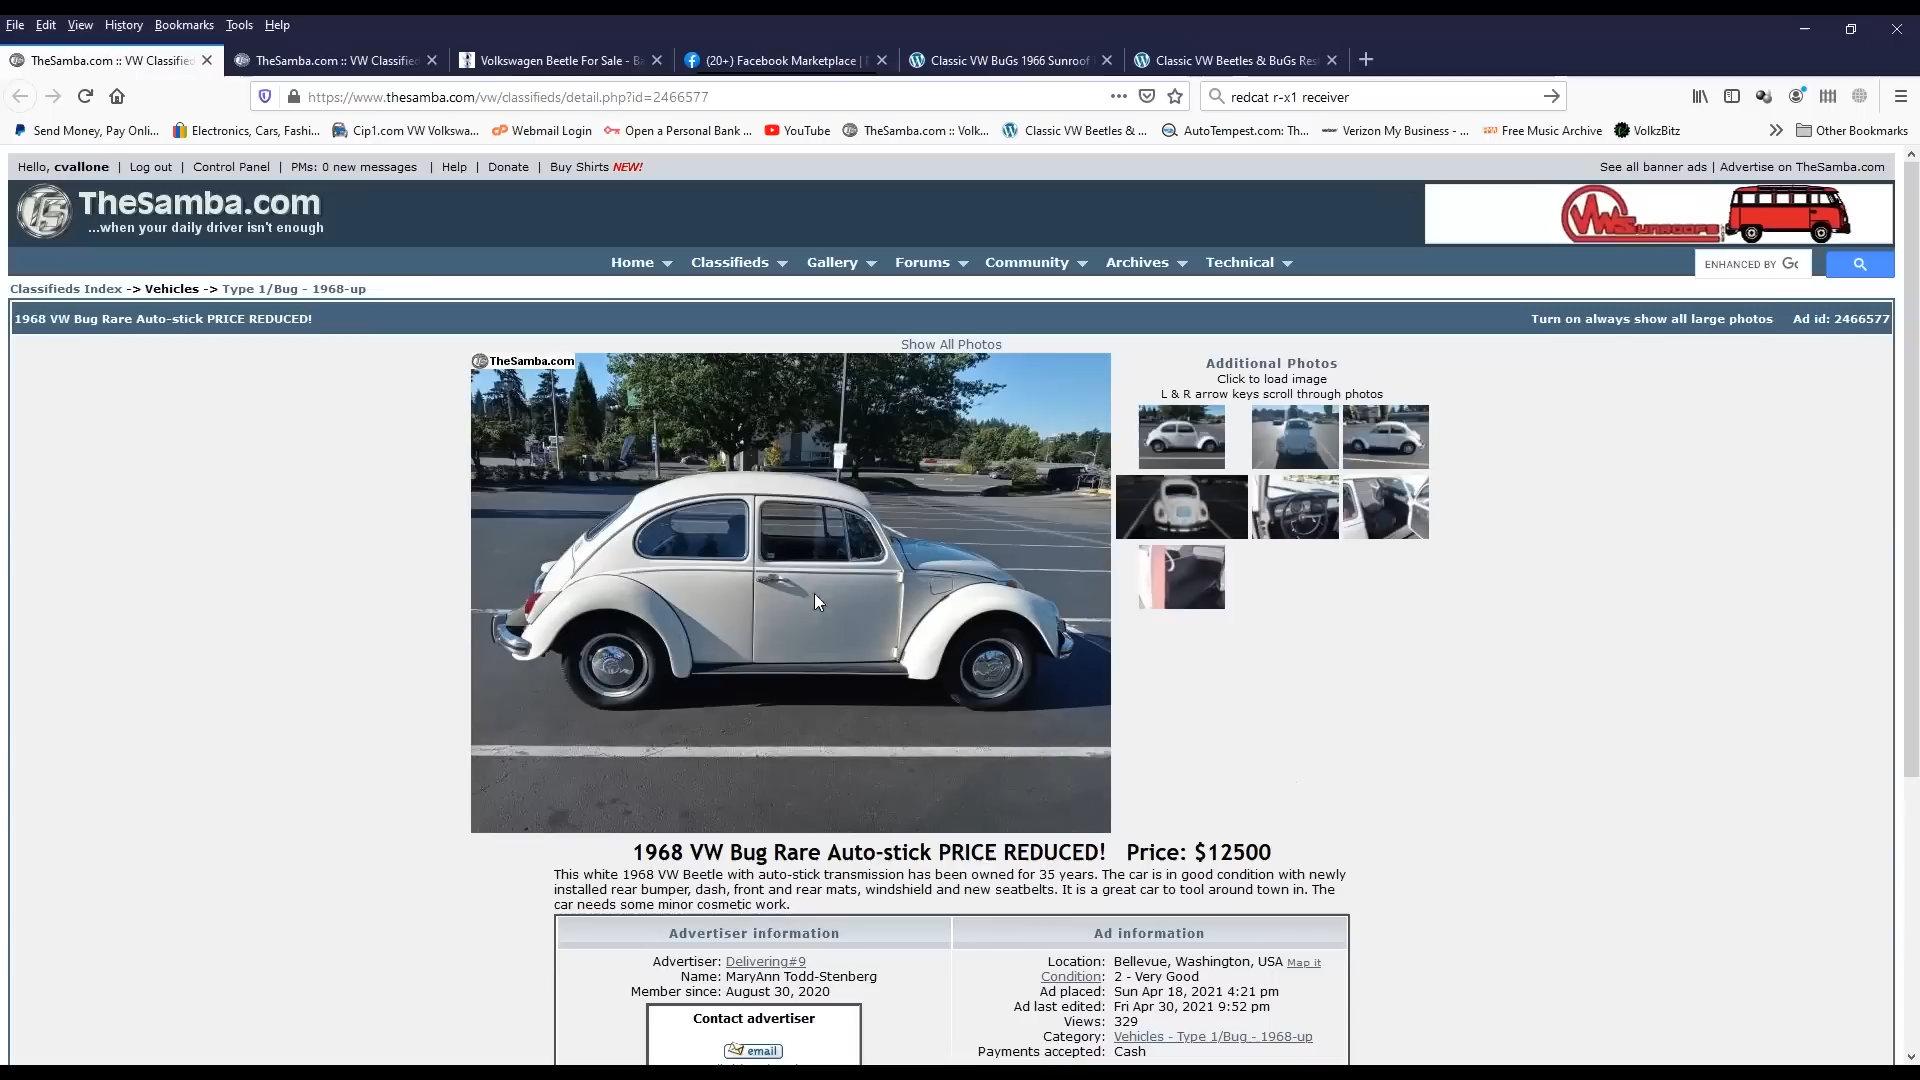 File Edit View History Bookmarks Tools Help
TheSamba.com :: VW Classifie
TheSamba.com :: VW Classified
Volkswagen Beetle For Sale - Ba
(20+) Facebook Marketplace |
Classic VW BuGs 1966 Sunroof
Classic VW Beetles & BuGs Res
https://www.thesamba.com/vw/classifieds/detail.php?id=2466577
redcat r-x1 receiver
Send Money, Pay Onli...
Electronics, Cars, Fashi...
Cip1.com VW Volkswa...
Webmail Login
Open a Personal Bank ...
YouTube
TheSamba.com :: Volk...
Classic VW Beetles & ...
AutoTempest.com: Th...
Verizon My Business - ...
Free Music Archive
VolkzBitz
Other Bookmarks
Hello, cvallone | Log out | Control Panel | PMs: 0 new messages | Help | Donate | Buy Shirts NEW!
See all banner ads | Advertise on TheSamba.com
TheSamba.com
...when your daily driver isn't enough
Home Classifieds Gallery Forums Community Archives Technical
ENHANCED BY
Classifieds Index -> Vehicles -> Type 1/Bug - 1968-up
1968 VW Bug Rare Auto-stick PRICE REDUCED!
Turn on always show all large photos Ad id: 2466577
Show All Photos
TheSamba.com
Additional Photos
Click to load image
L & R arrow keys scroll through photos
1968 VW Bug Rare Auto-stick PRICE REDUCED! Price: $12500
This white 1968 VW Beetle with auto-stick transmission has been owned for 35 years. The car is in good condition with newly
installed rear bumper, dash, front and rear mats, windshield and new seatbelts. It is a great car to tool around town in. The
car needs some minor cosmetic work.
Advertiser information
Advertiser: Delivering#9
Name: MaryAnn Todd-Stenberg
Member since: August 30, 2020
Contact advertiser
email
Ad information
Location: Bellevue, Washington, USA Map it
Condition: 2 - Very Good
Ad placed: Sun Apr 18, 2021 4:21 pm
Ad last edited: Fri Apr 30, 2021 9:52 pm
Views: 329
Category: Vehicles - Type 1/Bug - 1968-up
Payments accepted: Cash